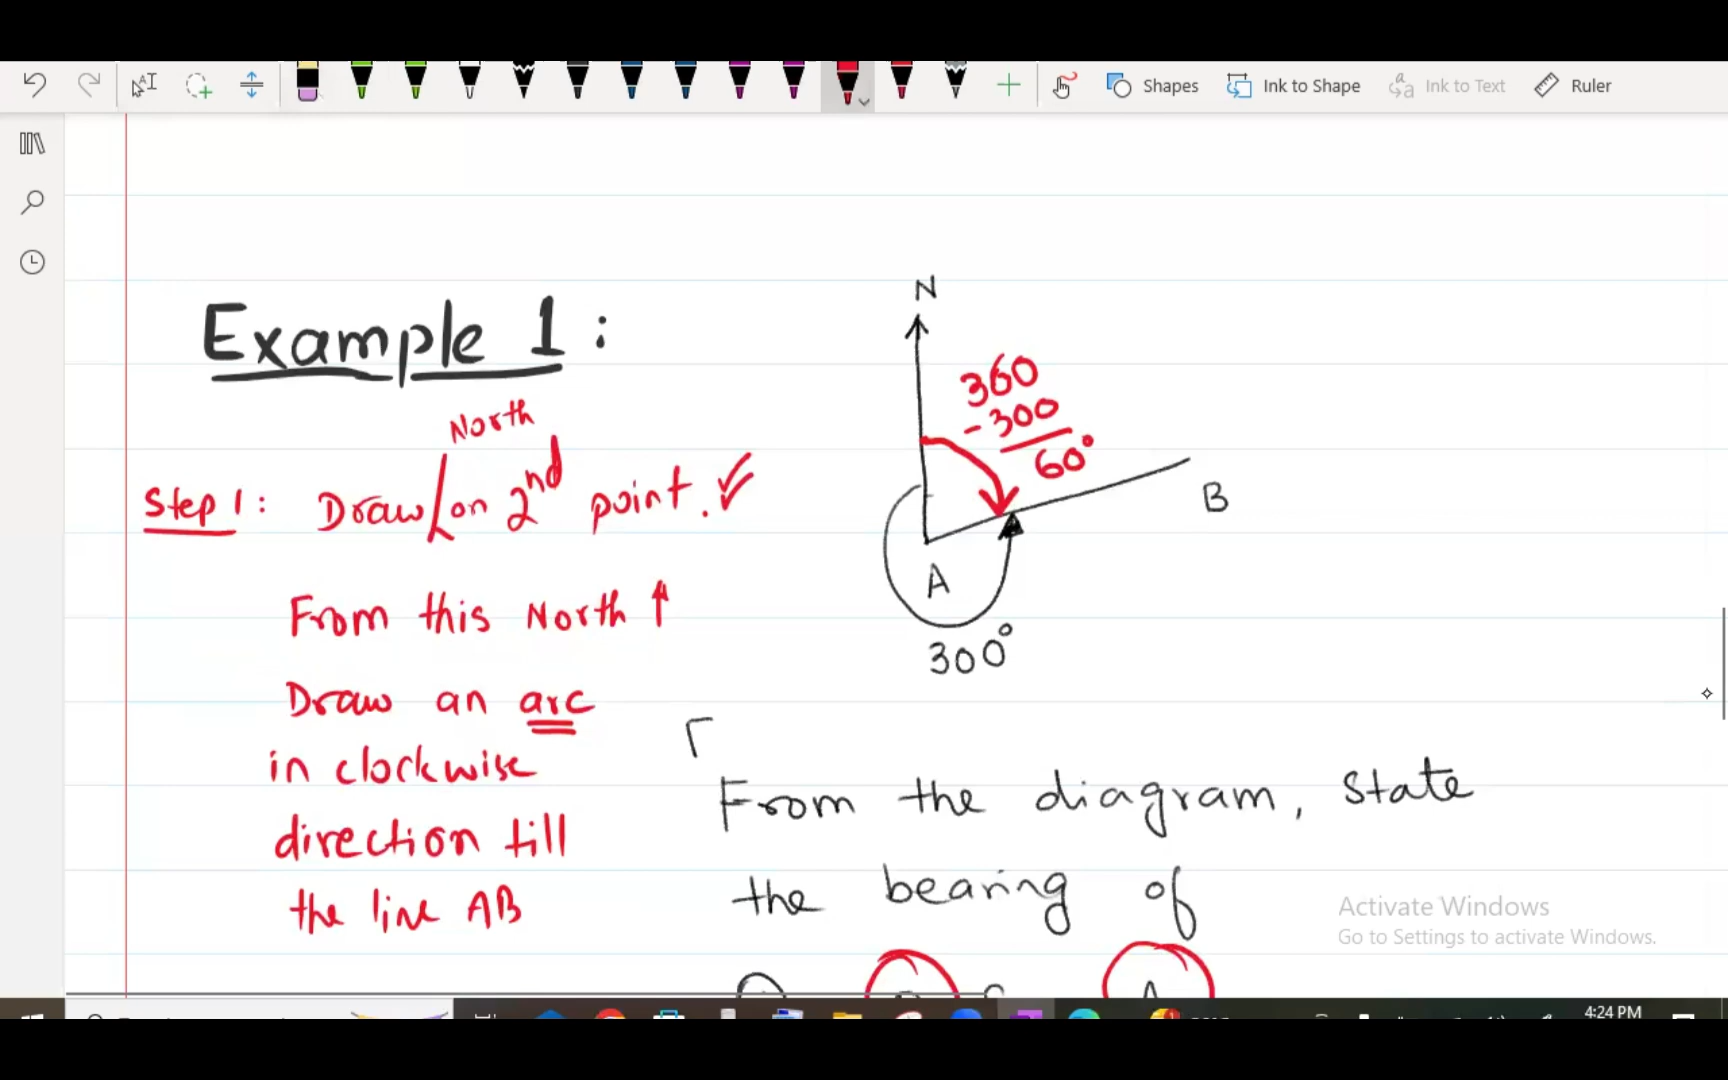 Shapes
Ink to Shape
Ink to Text
Ruler
Example 1:
North
Step 1: Draw on 2nd point.
From this North
Draw an arc
in clockwise
direction till
the line AB
N
360
-300
60°
B
A
300°
From the diagram, state
the bearing of
Activate Windows
Go to Settings to activate Windows.
4:24 PM